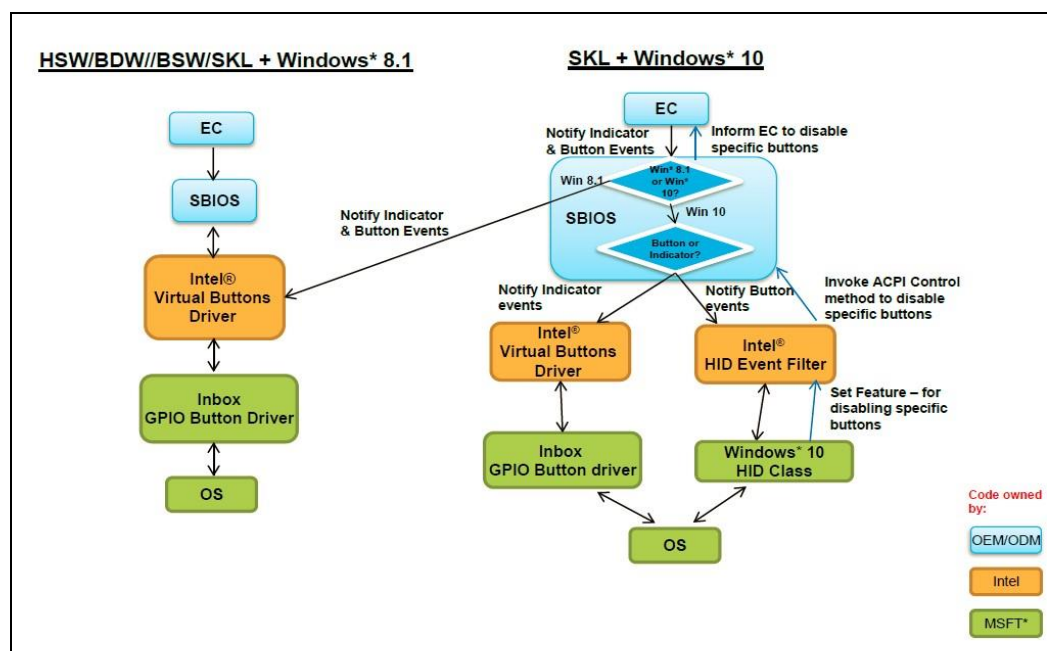 HSW/BDW//BSW/SKL + Windows* 8.1
EC
SBIOS
Intel®
Virtual Buttons
Driver
Inbox
GPIO Button Driver
OS
Notify Indicator
& Button Events
SKL + Windows* 10
EC
Notify Indicator
& Button Events
Inform EC to disable
specific buttons
Win 8.1
Win* 8.1
or Win*
10?
SBIOS
Win 10
Button or
Indicator?
Notify Indicator
events
Notify Button
events
Invoke ACPI Control
method to disable
specific buttons
Intel®
Virtual Buttons
Driver
Intel®
HID Event Filter
Set Feature – for
disabling specific
buttons
Inbox
GPIO Button driver
Windows* 10
HID Class
OS
Code owned
by:
OEM/ODM
Intel
MSFT*